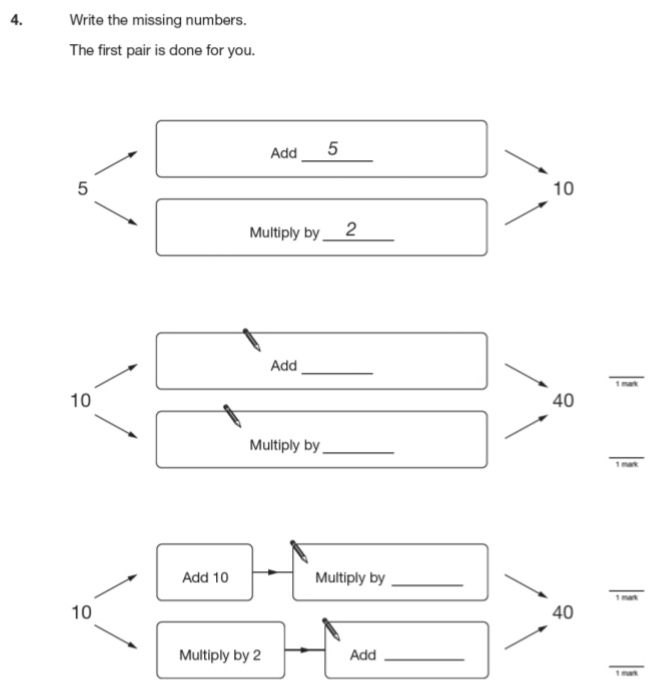 4. Write the missing numbers.
The first pair is done for you.
Add 5
5
10
Multiply by 2
Add
1 mark
10
40
Multiply by
1 mark
Add 10
Multiply by
1 mark
10
40
Multiply by 2
Add
1 mark